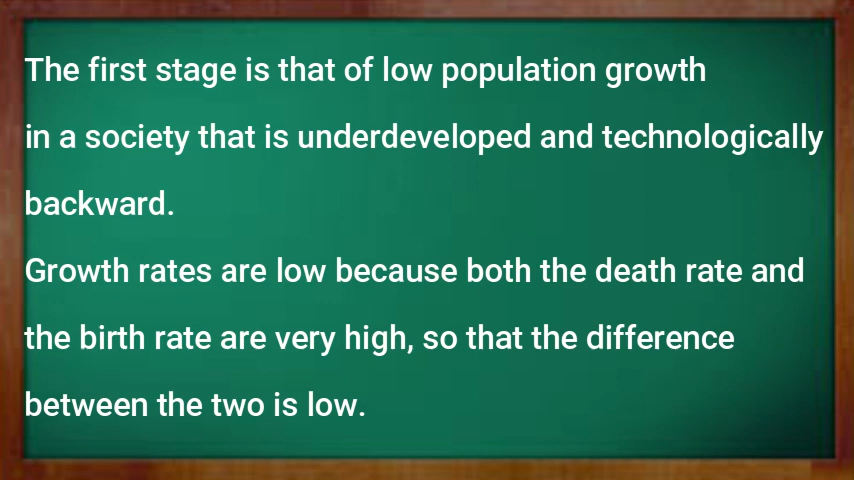 The first stage is that of low population growth
in a society that is underdeveloped and technologically
backward.
Growth rates are low because both the death rate and
the birth rate are very high, so that the difference
between the two is low.